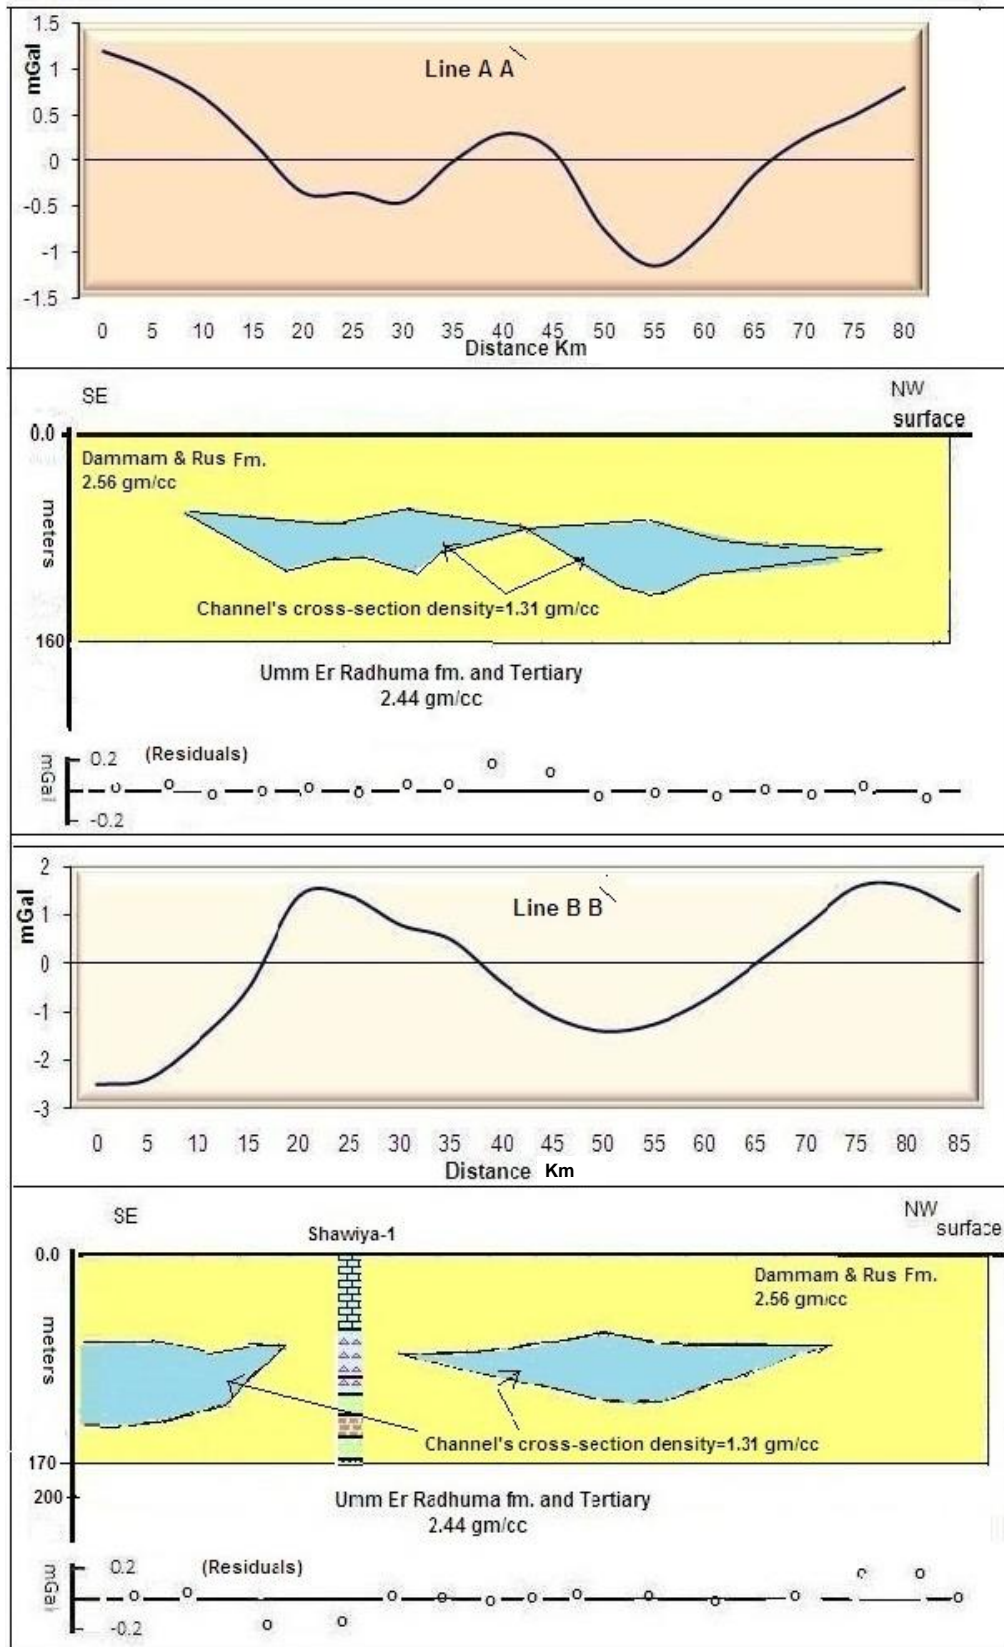 1.5
1
0.5
0
-0.5
-1
-1.5
mGal
Line A A`
0 5 10 15 20 25 30 35 40 45 50 55 60 65 70 75 80
Distance Km
SE
NW
surface
0.0
Dammam & Rus Fm.
2.56 gm/cc
meters
Channel's cross-section density=1.31 gm/cc
160
Umm Er Radhuma fm. and Tertiary
2.44 gm/cc
mGal
0.2 (Residuals)
-0.2
2
1
0
-1
-2
-3
mGal
Line B B`
0 5 10 15 20 25 30 35 40 45 50 55 60 65 70 75 80 85
Distance Km
SE
NW
surface
Shawiya-1
0.0
Dammam & Rus Fm.
2.56 gm/cc
meters
Channel's cross-section density=1.31 gm/cc
170
200
Umm Er Radhuma fm. and Tertiary
2.44 gm/cc
mGal
0.2 (Residuals)
-0.2